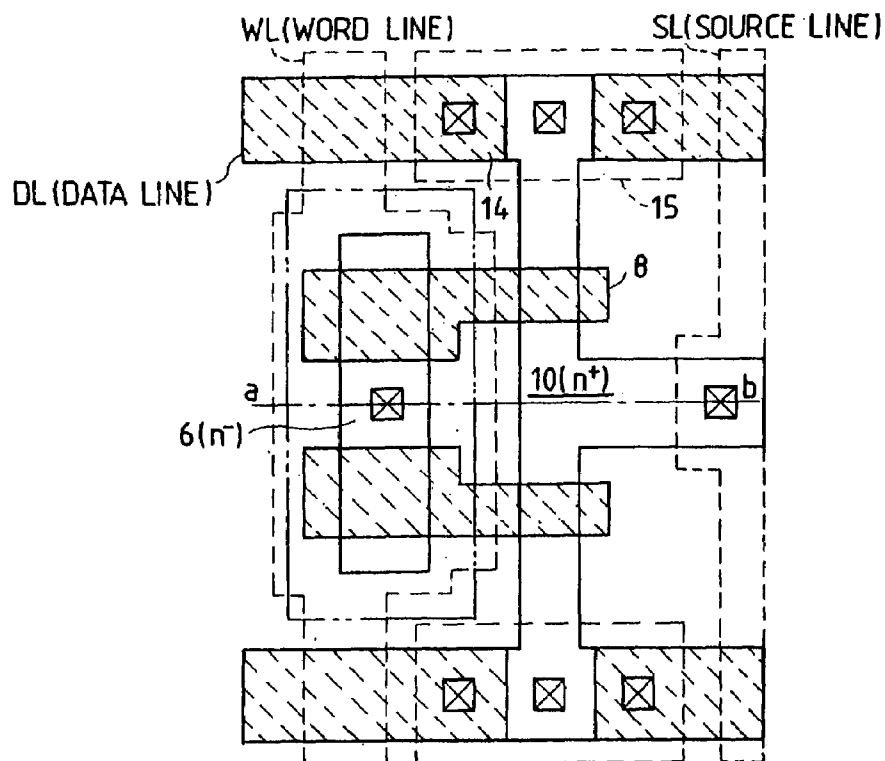 WL(WORD LINE)
SL(SOURCE LINE)
DL(DATA LINE)
14
15
8
a
10(n+)
b
6(n-)